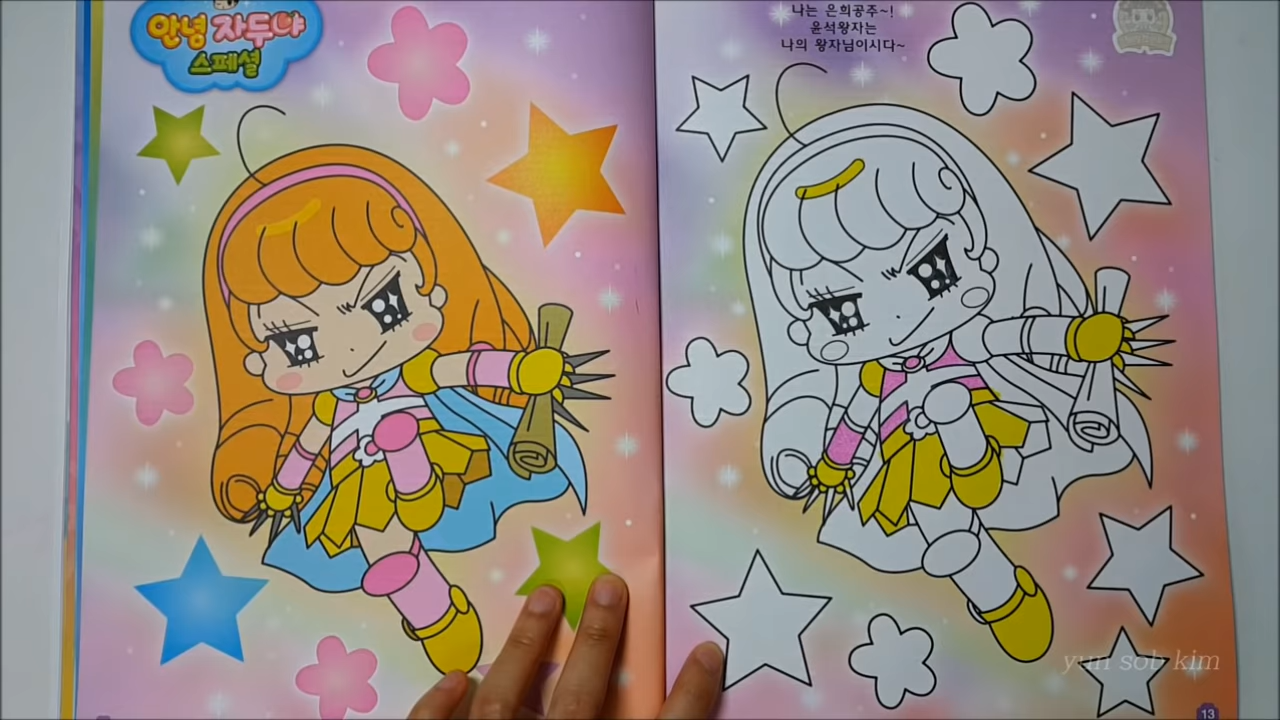 안녕 자두야
스페셜
나는 은희공주~!
윤석왕자는
나의 왕자님이시다~
yun sob kim
13